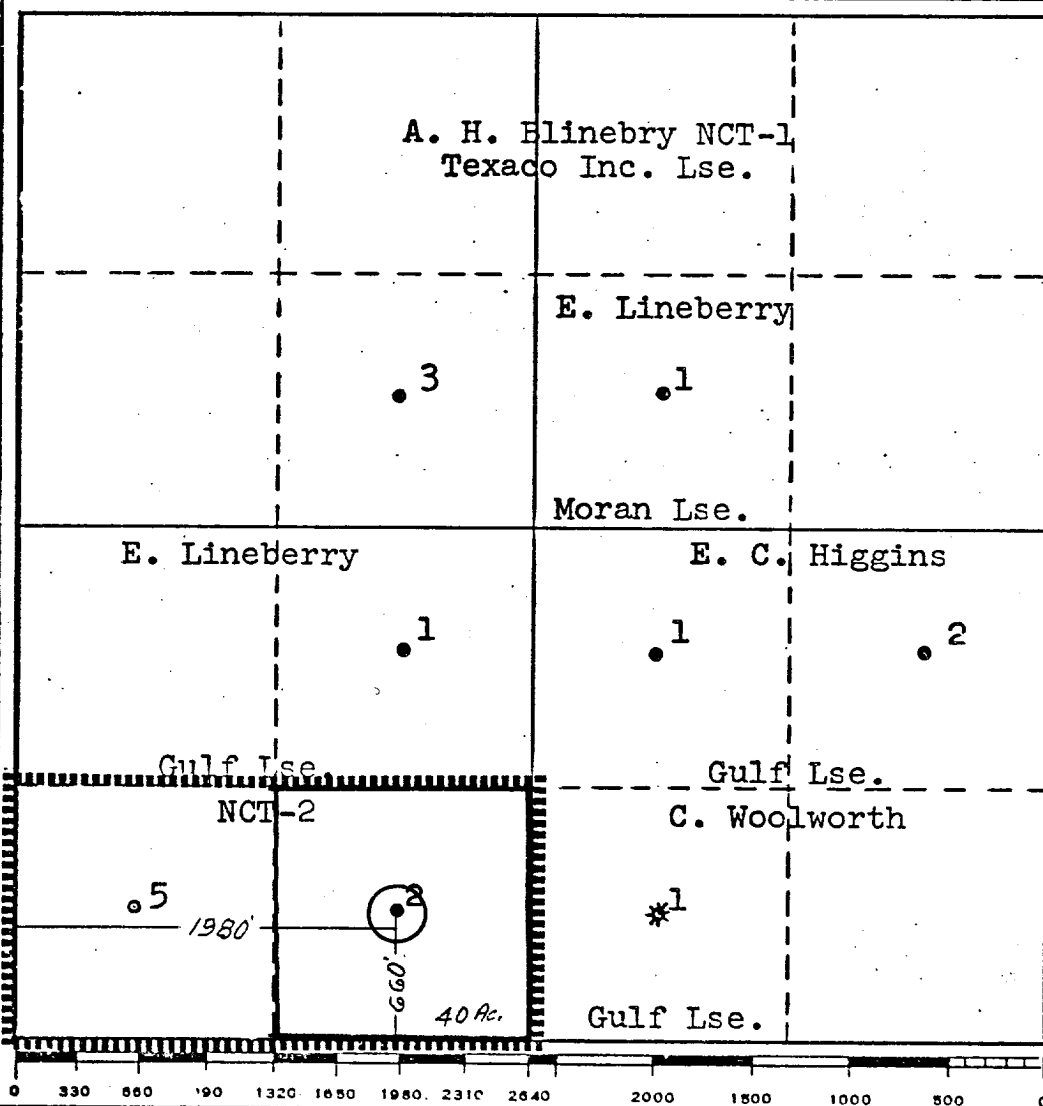 A. H. Blinebry NCT-1
Texaco Inc. Lse.
E. Lineberry
3
1
Moran Lse.
E. Lineberry
E. C. Higgins
1
1
2
Gulf Lse.
Gulf Lse.
NCT-2
C. Woolworth
5
2
1
1980'
660'
40 Ac.
Gulf Lse.
0 330 660 '90 1320 1650 1980. 2310 2640 2000 1500 1000 500 0